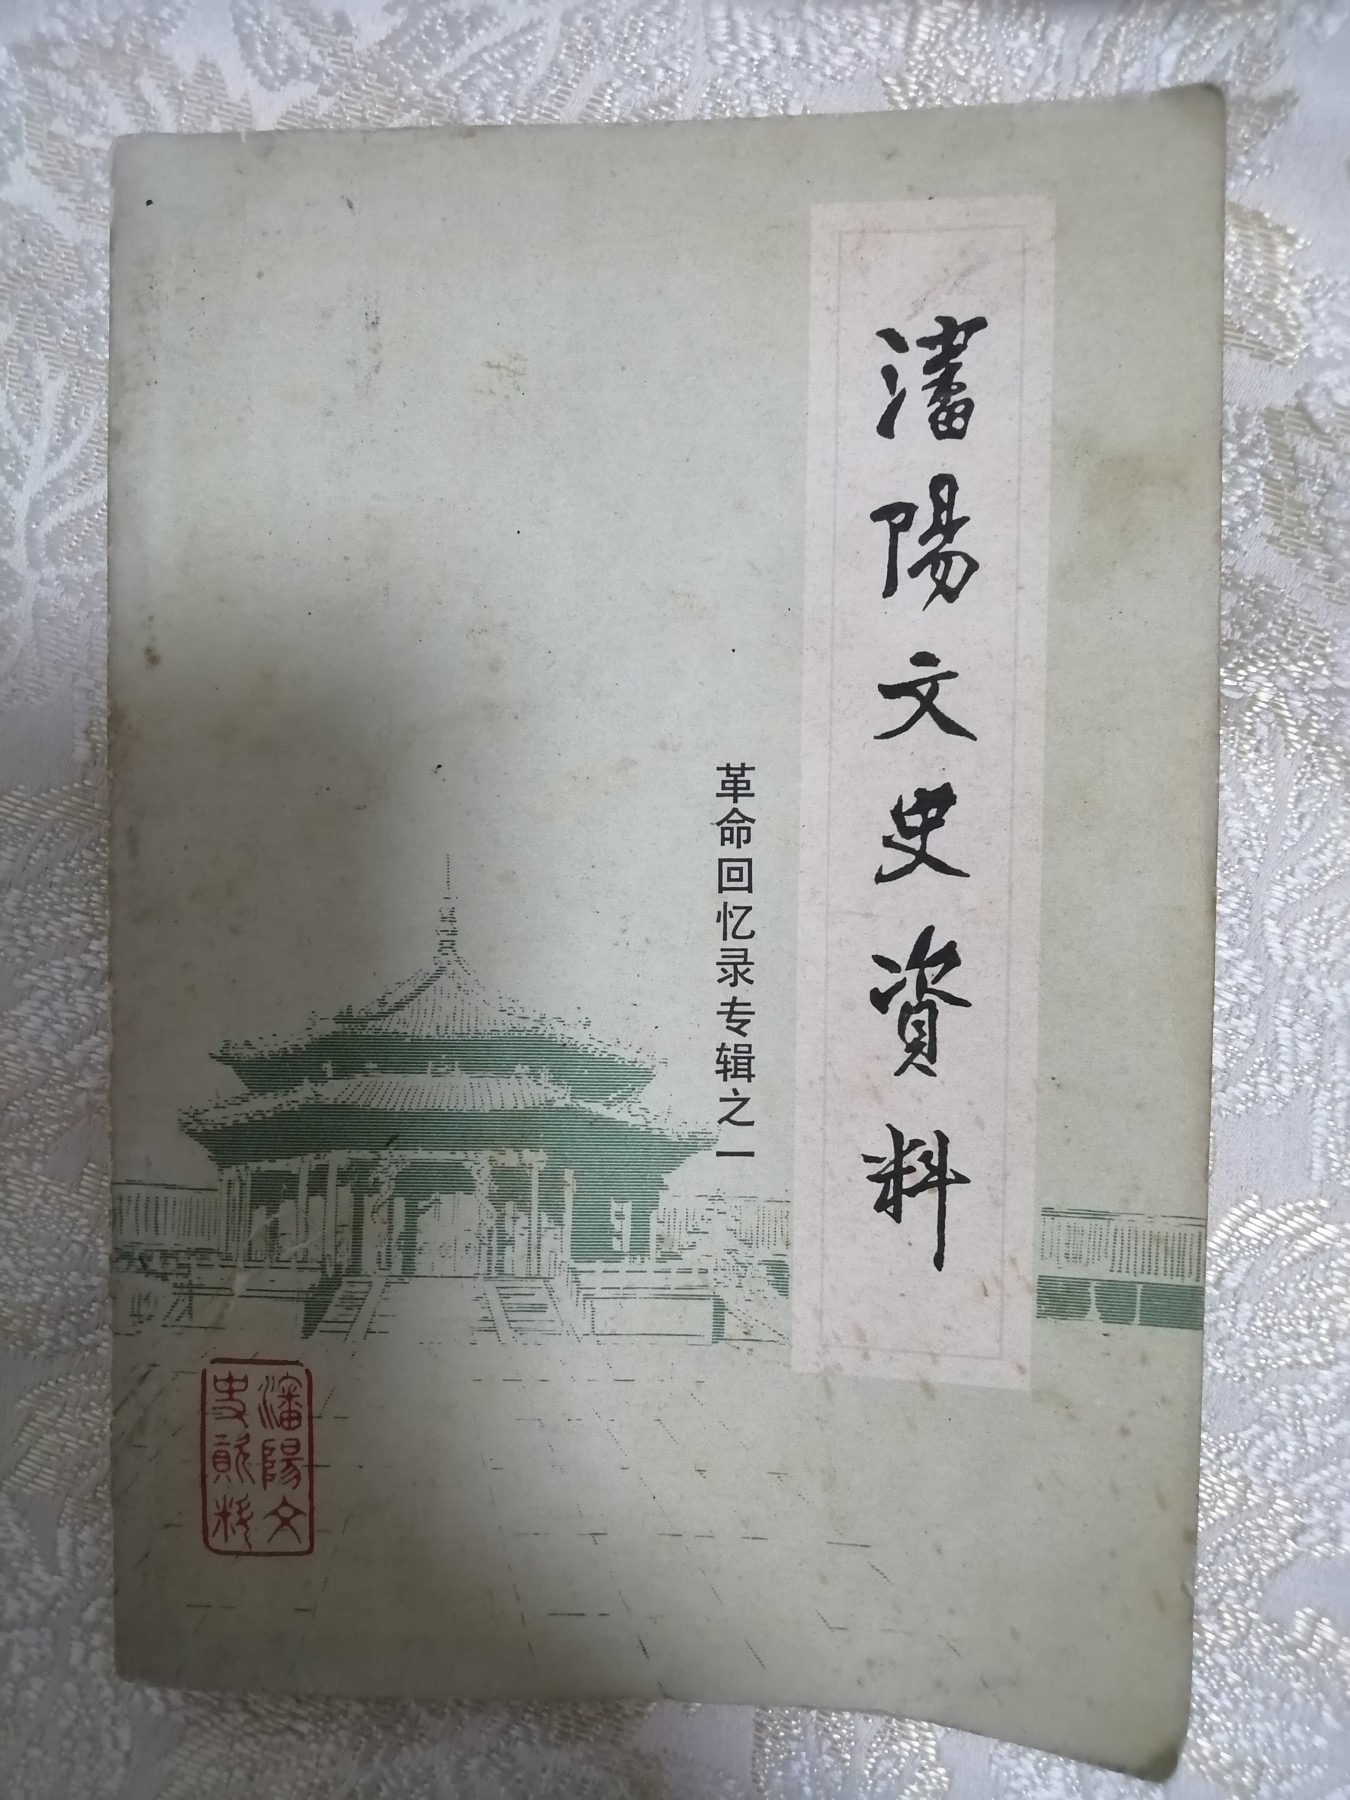 瀋陽文史資料
革命回忆录专辑之一
瀋陽文
史資料